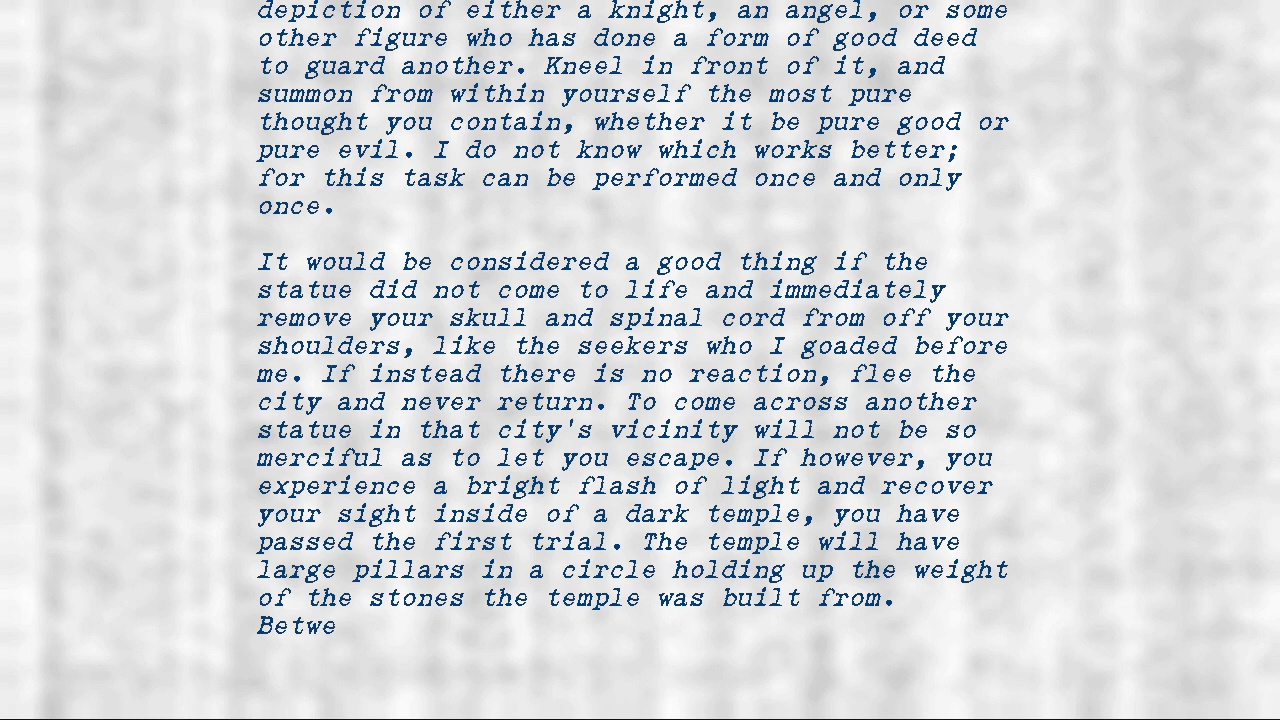 depiction of either a knight, an angel, or some
other figure who has done a form of good deed
to guard another. Kneel in front of it, and
summon from within yourself the most pure
thought you contain, whether it be pure good or
pure evil. I do not know which works better;
for this task can be performed once and only
once.
It would be considered a good thing if the
statue did not come to life and immediately
remove your skull and spinal cord from off your
shoulders, like the seekers who I goaded before
me. If instead there is no reaction, flee the
city and never return. To come across another
statue in that city's vicinity will not be so
merciful as to let you escape. If however, you
experience a bright flash of light and recover
your sight inside of a dark temple, you have
passed the first trial. The temple will have
large pillars in a circle holding up the weight
of the stones the temple was built from.
Betwe